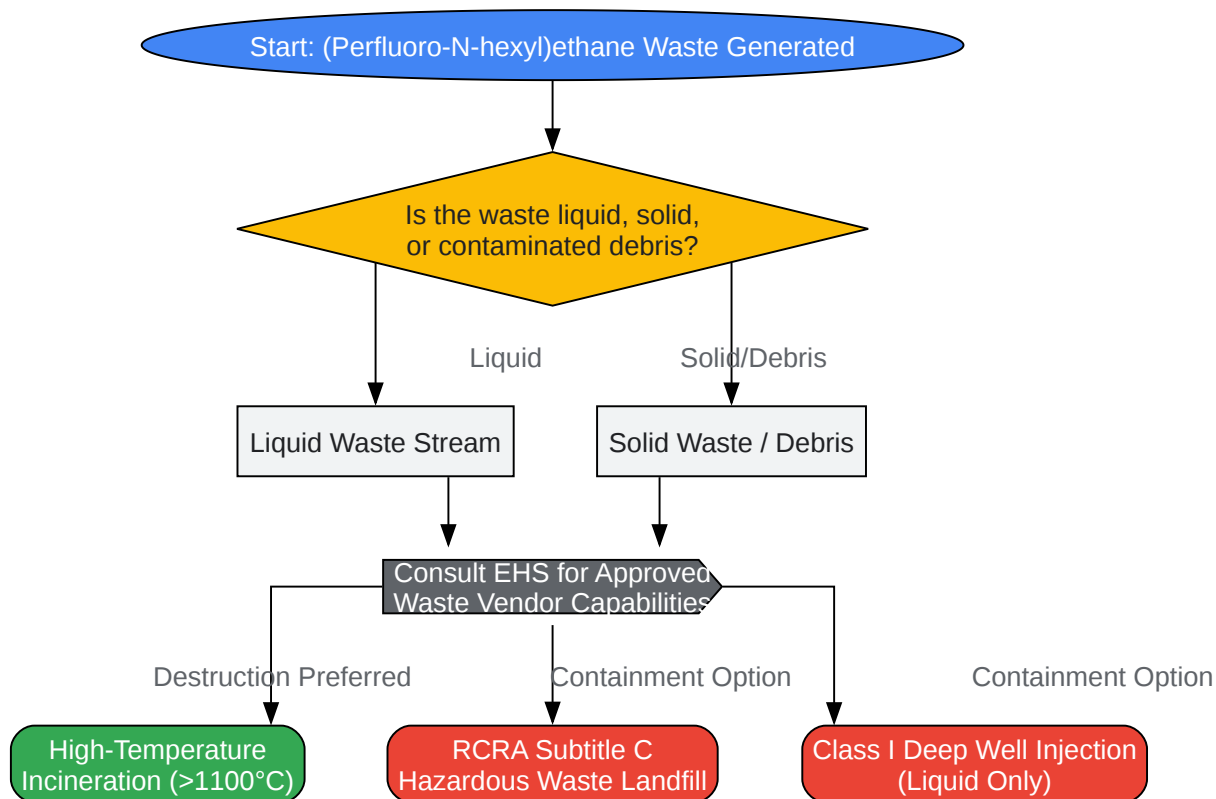 Start: (Perfluoro-N-hexyl)ethane Waste Generated
Is the waste liquid, solid,
or contaminated debris?
Liquid
Solid/Debris
Liquid Waste Stream
Solid Waste / Debris
Consult EHS for Approved
Waste Vendor Capabilities
Destruction Preferred
Containment Option
Containment Option
High-Temperature
Incineration (>1100°C)
RCRA Subtitle C
Hazardous Waste Landfill
Class I Deep Well Injection
(Liquid Only)